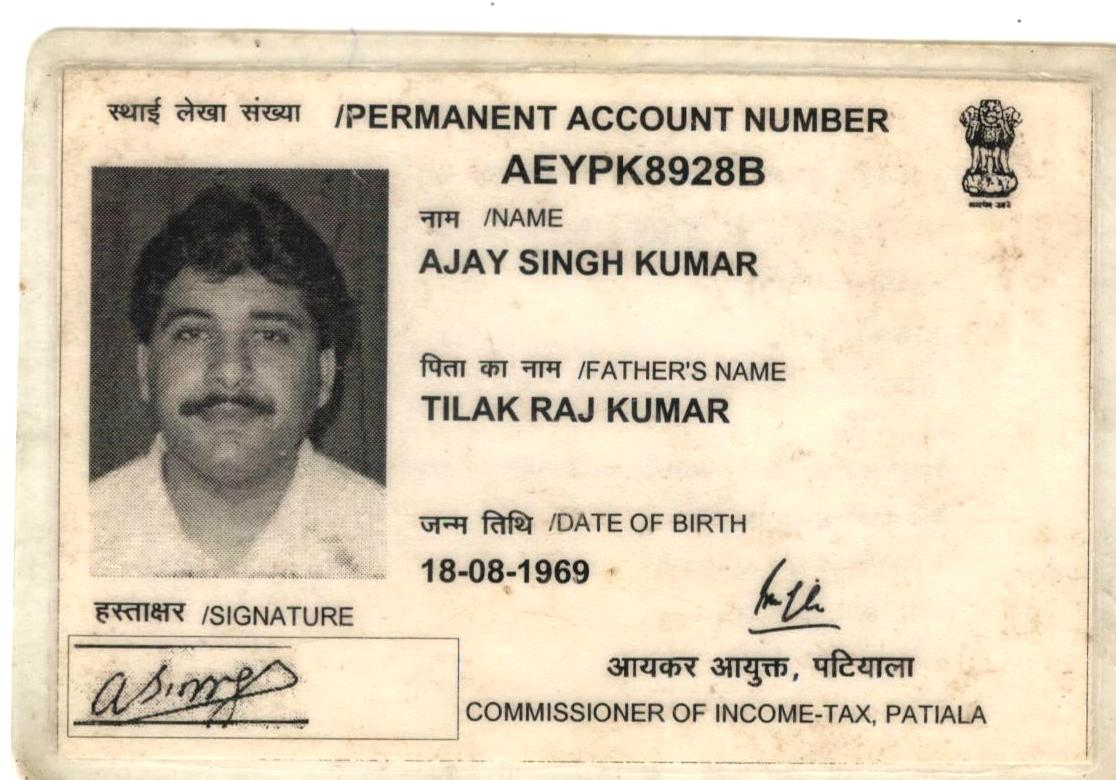 स्थाई लेखा संख्या /PERMANENT ACCOUNT NUMBER
AEYPK8928B
नाम /NAME
AJAY SINGH KUMAR
पिता का नाम /FATHER'S NAME
TILAK RAJ KUMAR
जन्म तिथि /DATE OF BIRTH
18-08-1969
हस्ताक्षर /SIGNATURE
आयकर आयुक्त, पटियाला
COMMISSIONER OF INCOME-TAX, PATIALA